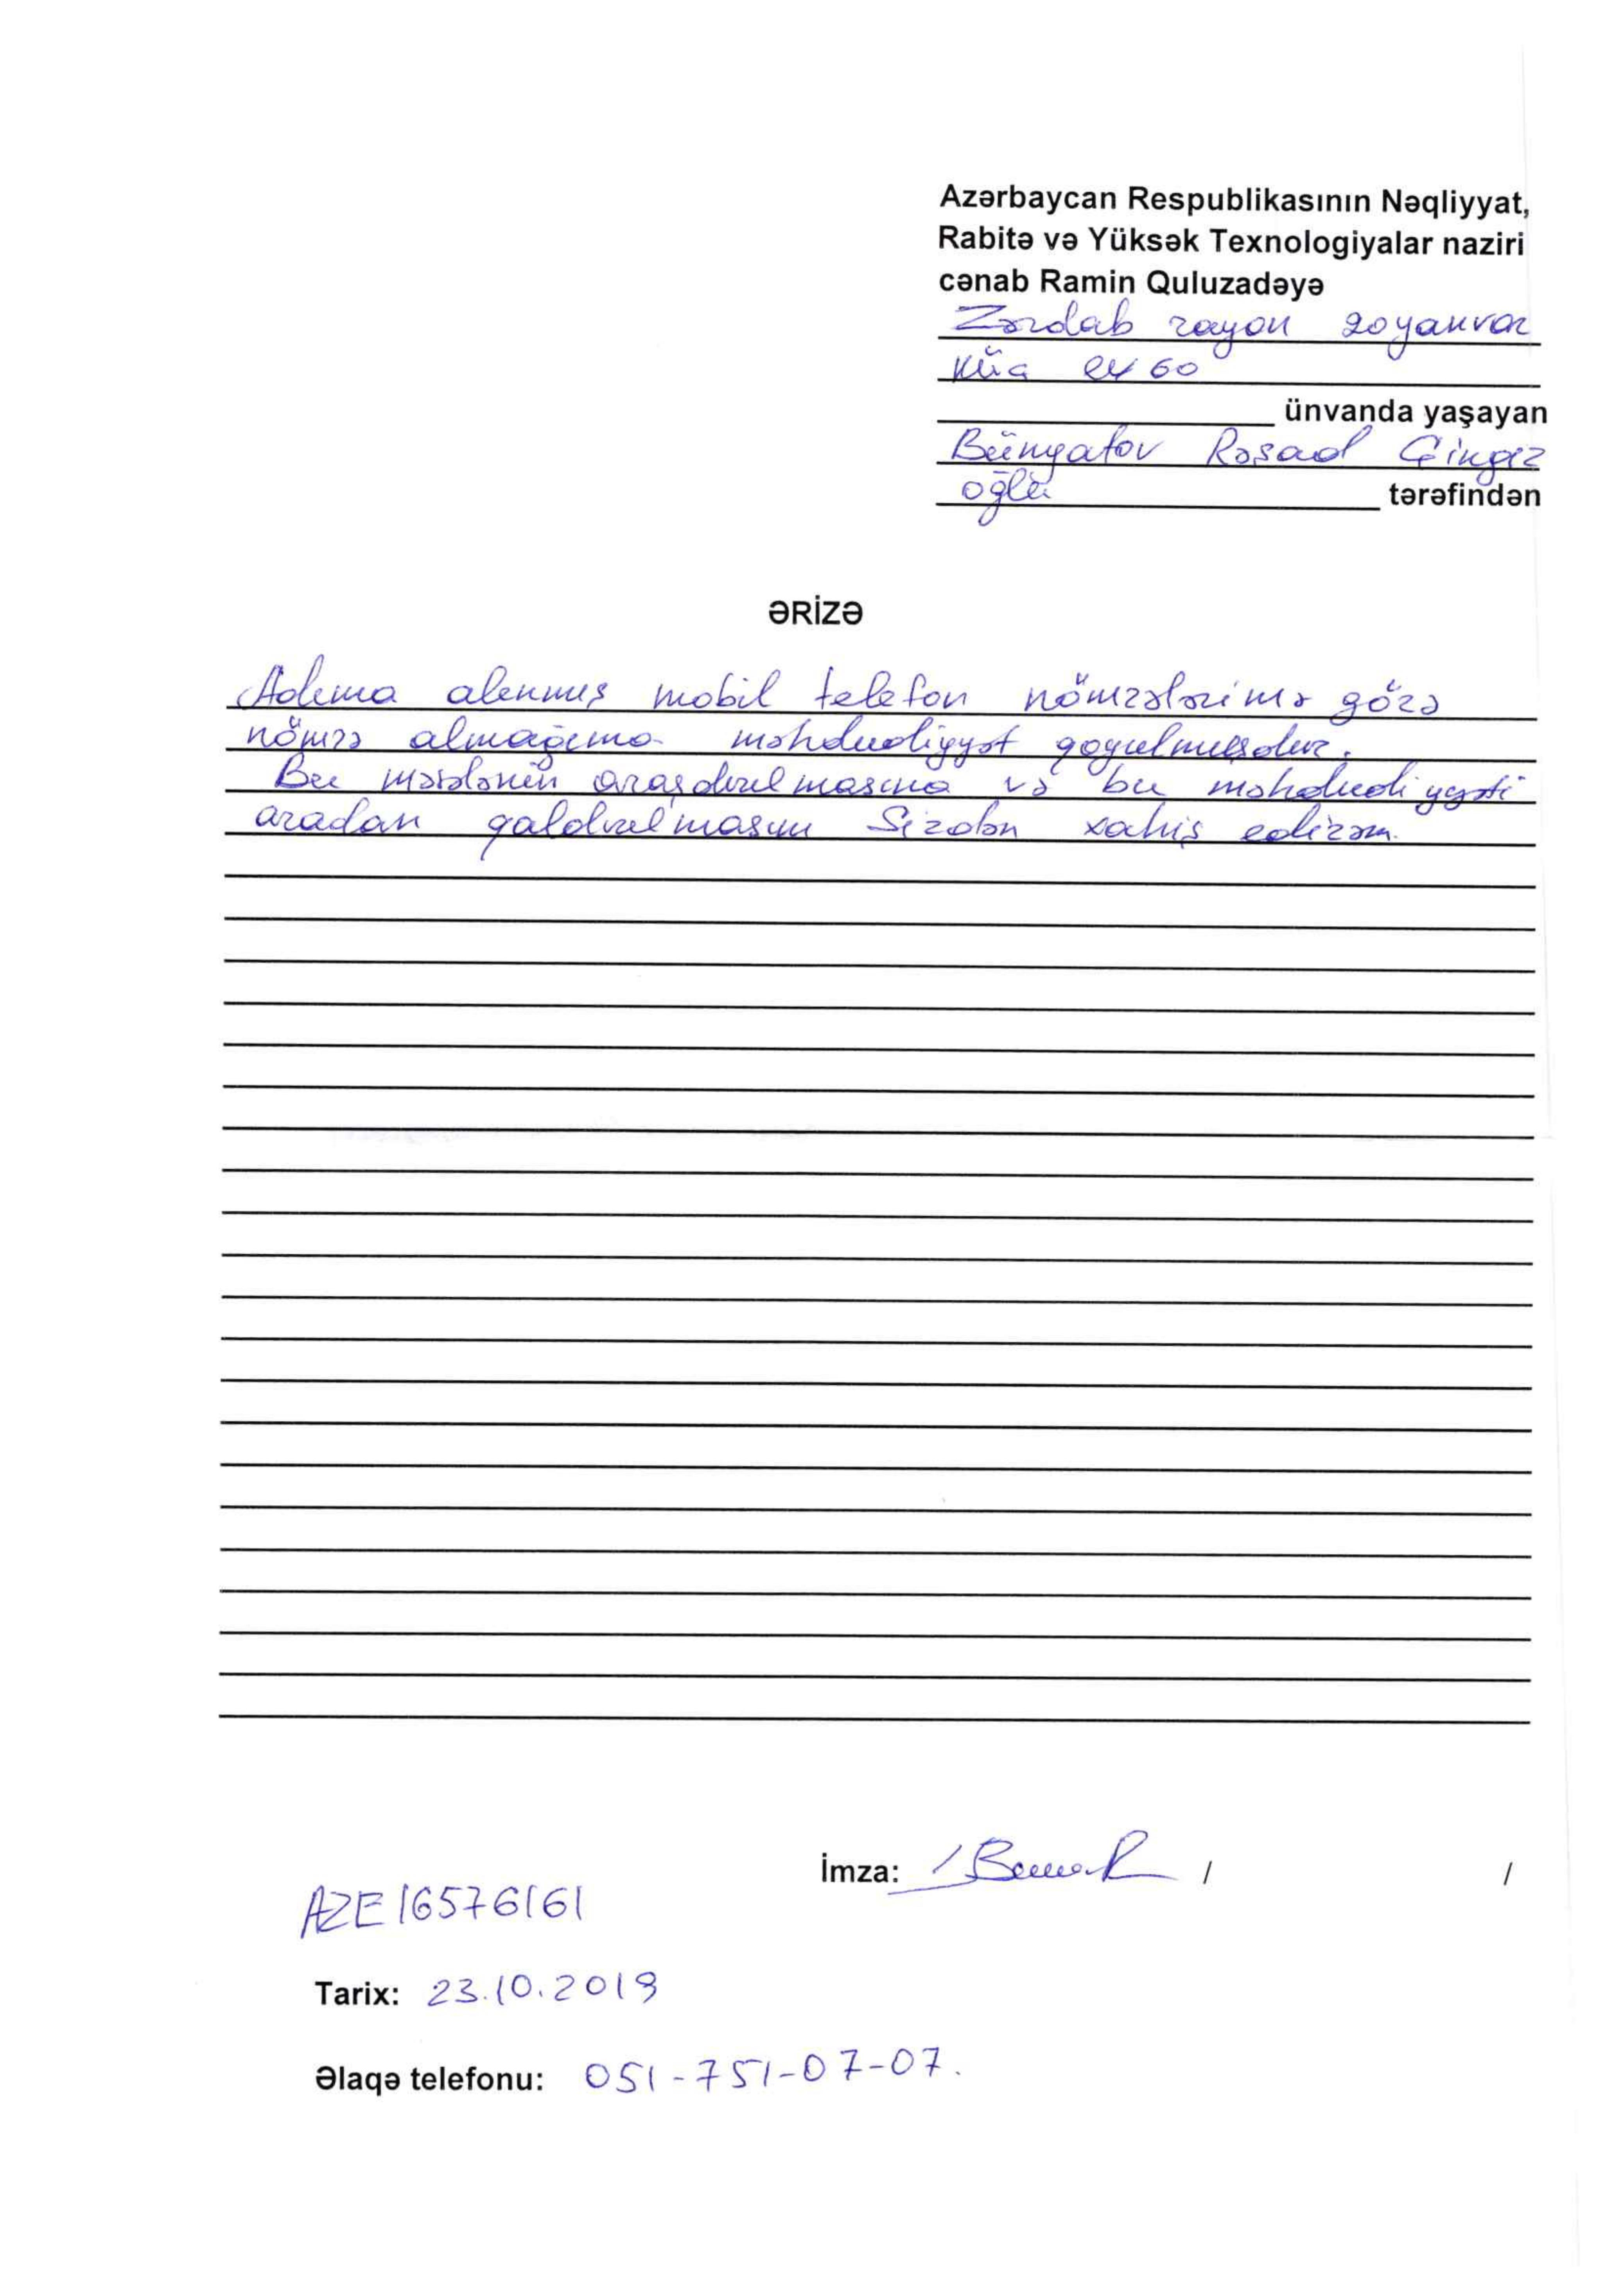 Azərbaycan Respublikasının Nəqliyyat,
Rabitə və Yüksək Texnologiyalar naziri
cənab Ramin Quluzadəyə
Zərdab rayon 20 yanvar
küç ev 60
ünvanda yaşayan
Bünyatov Rəşad Çingiz
oğlu tərəfindən
ƏRİZƏ
Adıma alınmış mobil telefon nömrələrimə görə
nömrə almağıma məhdudiyyət qoyulmuşdur.
Bu məsələnin araşdırılmasına və bu məhdudiyyəti
aradan qaldırılmasını Sizdən xahiş edirəm.
İmza: / /
AZE16576161
Tarix: 23.10.2019
Əlaqə telefonu: 051-751-07-07.